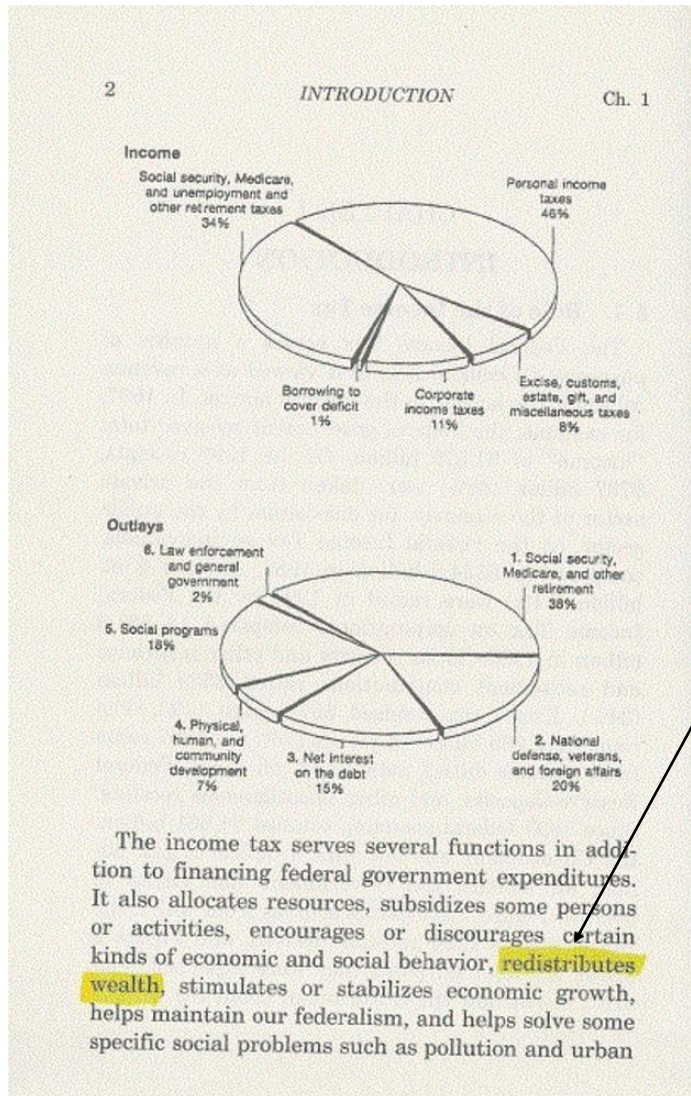 2
INTRODUCTION
Ch. 1
Income
Social security, Medicare,
and unemployment and
other retirement taxes
34%
Personal income
taxes
46%
Borrowing to
cover deficit
1%
Corporate
income taxes
11%
Excise, customs,
estate, gift, and
miscellaneous taxes
8%
Outlays
6. Law enforcement
and general
government
2%
1. Social security,
Medicare, and other
retirement
38%
5. Social programs
18%
4. Physical,
human, and
community
development
7%
3. Net interest
on the debt
15%
2. National
defense, veterans,
and foreign affairs
20%
The income tax serves several functions in addi-
tion to financing federal government expenditures.
It also allocates resources, subsidizes some persons
or activities, encourages or discourages certain
kinds of economic and social behavior, redistributes
wealth, stimulates or stabilizes economic growth,
helps maintain our federalism, and helps solve some
specific social problems such as pollution and urban